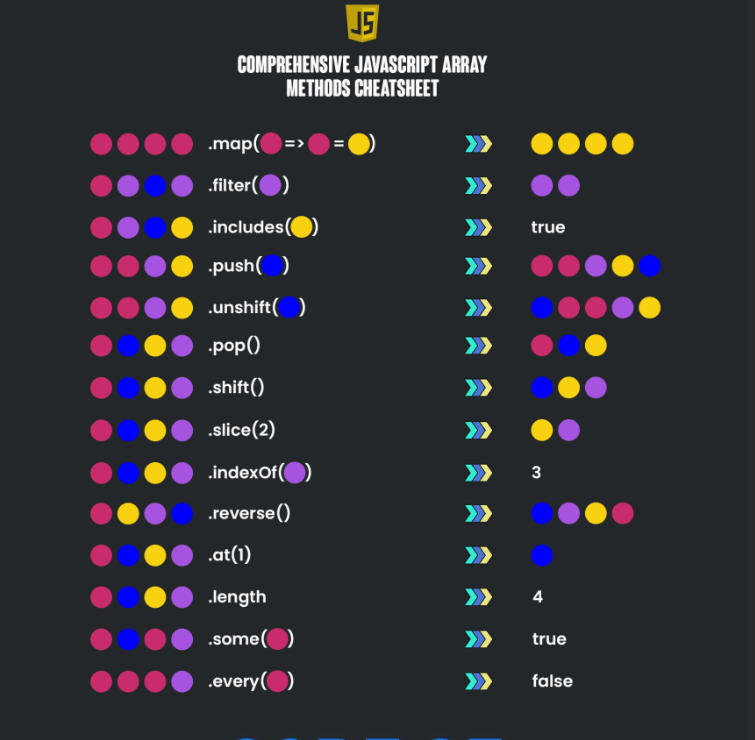 JS
COMPREHENSIVE JAVASCRIPT ARRAY
METHODS CHEATSHEET
.map( => = )
.filter( )
.includes( ) true
.push( )
.unshift( )
.pop()
.shift()
.slice(2)
.indexOf( ) 3
.reverse()
.at(1)
.length 4
.some( ) true
.every( ) false